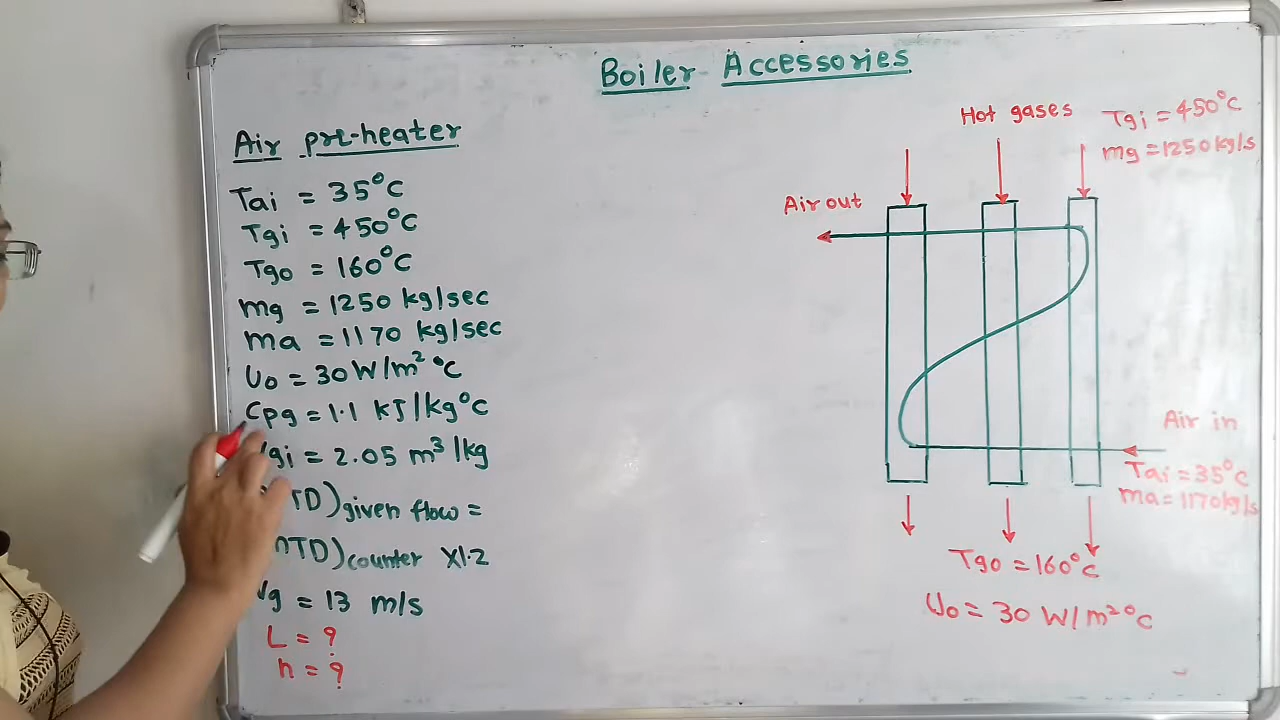 Boiler Accessories
Air pre-heater
Tai = 35°C
Tgi = 450°C
Tgo = 160°C
mg = 1250 kg/sec
ma = 1170 kg/sec
Uo = 30 W/m² °C
Cpg = 1.1 kJ/kg°C
gi = 2.05 m³/kg
TD)given flow =
TD)counter X1.2
Vg = 13 m/s
L = ?
n = ?
Hot gases
Tgi = 450°C
mg = 1250 kg/s
Air out
Air in
Tai = 35°C
ma = 1170 kg/s
Tgo = 160°C
Uo = 30 W/m² °C